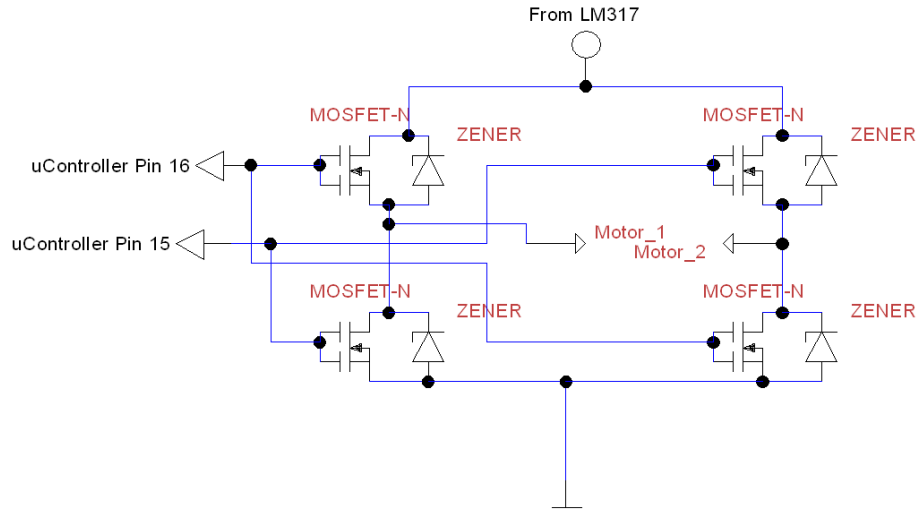 From LM317
MOSFET-N
MOSFET-N
ZENER
ZENER
uController Pin 16
uController Pin 15
Motor_1
Motor_2
MOSFET-N
MOSFET-N
ZENER
ZENER